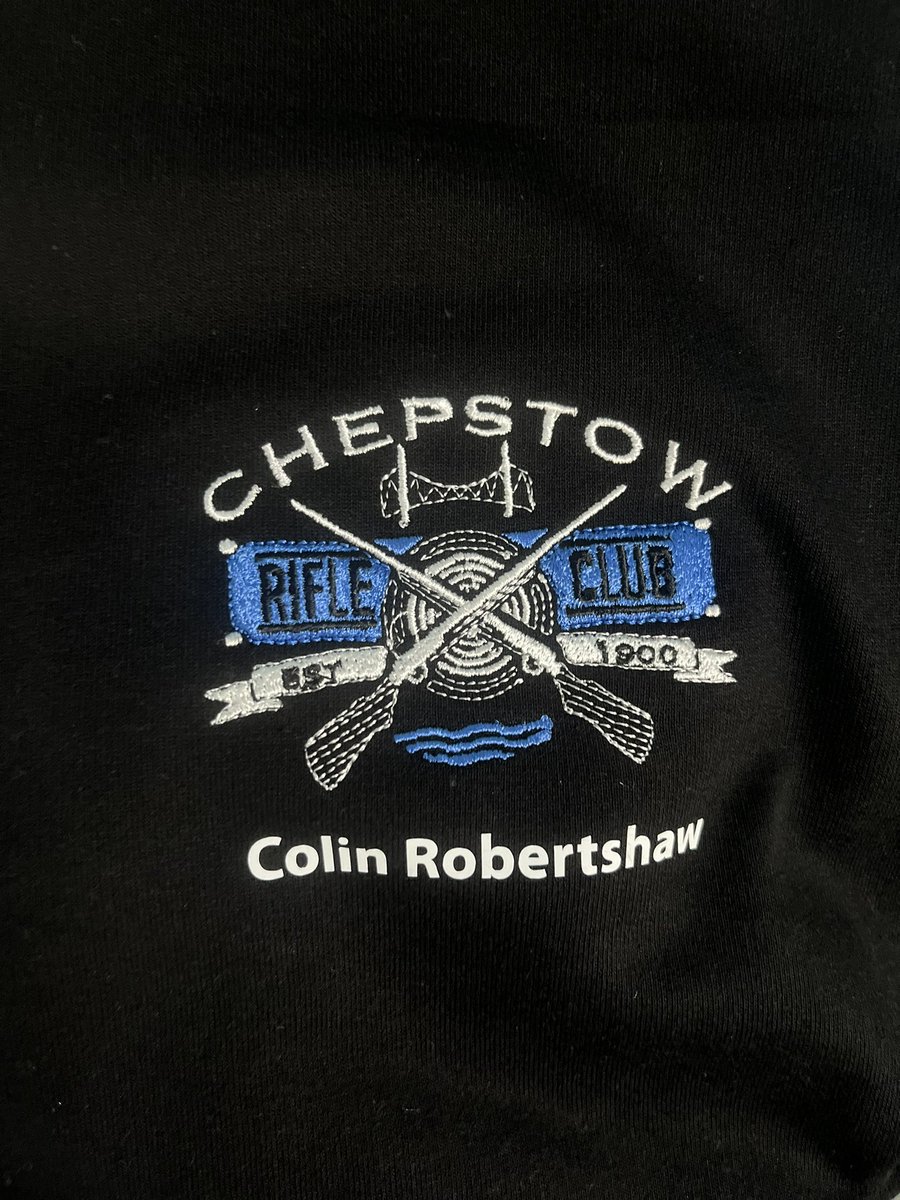 CHEPSTOW
RIFLE CLUB
EST 1900
Colin Robertshaw